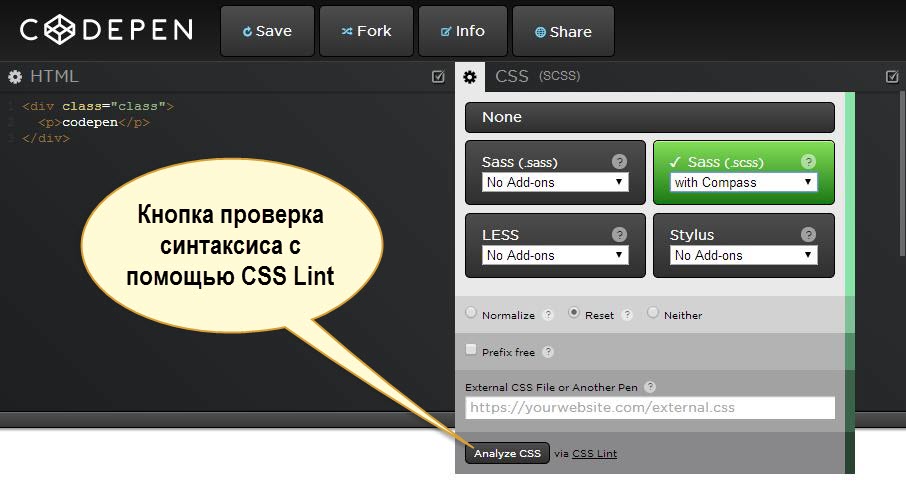 CODEPEN
Save
Fork
Info
Share
HTML
CSS (SCSS)
1 <div class="class">
2 <p>codepen</p>
3 </div>
None
Sass (.sass) ?
No Add-ons
✓ Sass (.scss) ?
with Compass
LESS ?
No Add-ons
Stylus ?
No Add-ons
Normalize ? Reset ? Neither
Prefix free ?
External CSS File or Another Pen ?
https://yourwebsite.com/external.css
Analyze CSS via CSS Lint
Кнопка проверка
синтаксиса с
помощью CSS Lint